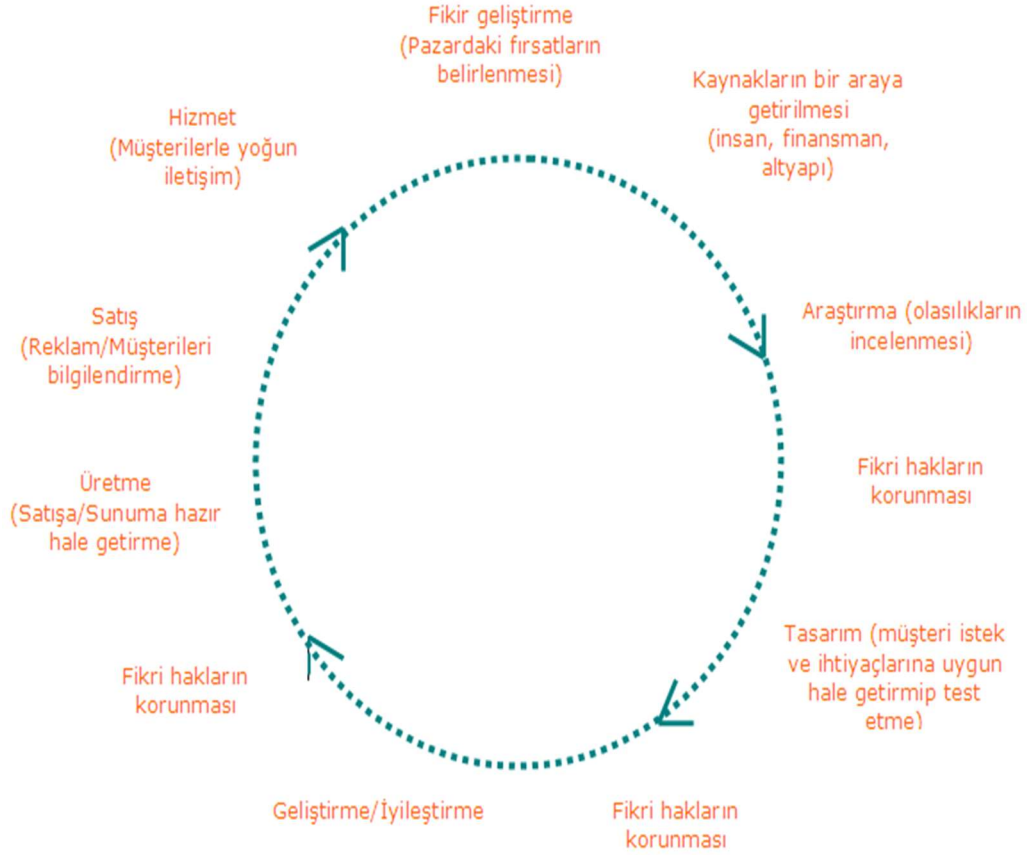 Fikir geliştirme
(Pazardaki fırsatların
belirlenmesi)
Kaynakların bir araya
getirilmesi
(insan, finansman,
altyapı)
Araştırma (olasılıkların
incelenmesi)
Fikri hakların
korunması
Tasarım (müşteri istek
ve ihtiyaçlarına uygun
hale getirmip test
etme)
Fikri hakların
korunması
Geliştirme/İyileştirme
Fikri hakların
korunması
Üretme
(Satışa/Sunuma hazır
hale getirme)
Satış
(Reklam/Müşterileri
bilgilendirme)
Hizmet
(Müşterilerle yoğun
iletişim)